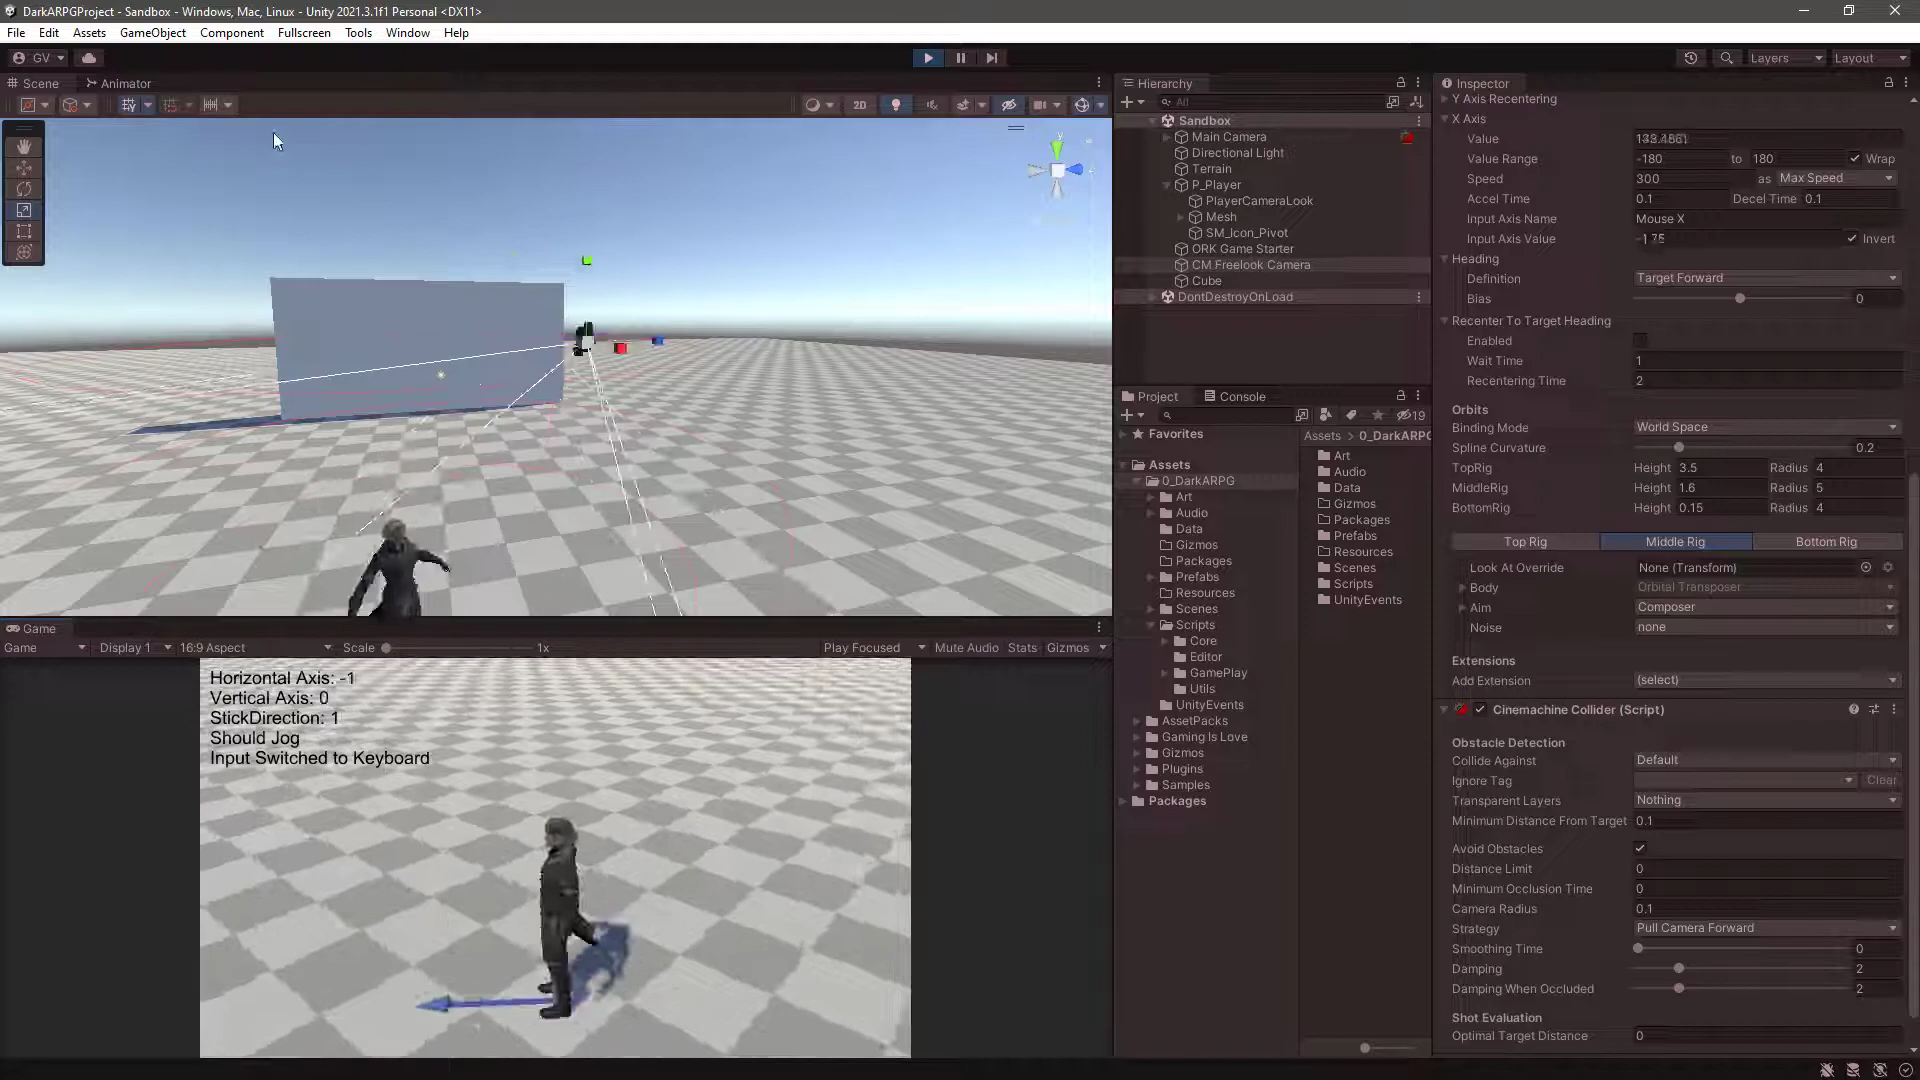 DarkARPGProject - Sandbox - Windows, Mac, Linux - Unity 2021.3.1f1 Personal <DX11>
File Edit Assets GameObject Component Fullscreen Tools Window Help
GV
Layers Layout
Scene Animator
2D
Y
Hierarchy
All
Sandbox
Main Camera
Directional Light
Terrain
P_Player
PlayerCameraLook
Mesh
SM_Icon_Pivot
ORK Game Starter
CM Freelook Camera
Cube
DontDestroyOnLoad
Project Console
19
Favorites
Assets
0_DarkARPG
Art
Audio
Data
Gizmos
Packages
Prefabs
Resources
Scenes
Scripts
Core
Editor
GamePlay
Utils
UnityEvents
AssetPacks
Gaming Is Love
Gizmos
Plugins
Samples
Packages
Assets > 0_DarkARPG
Art
Audio
Data
Gizmos
Packages
Prefabs
Resources
Scenes
Scripts
UnityEvents
Inspector
Y Axis Recentering
X Axis
Value
Value Range -180 to 180 Wrap
Speed 300 as Max Speed
Accel Time 0.1 Decel Time 0.1
Input Axis Name Mouse X
Input Axis Value Invert
Heading
Definition Target Forward
Bias 0
Recenter To Target Heading
Enabled
Wait Time 1
Recentering Time 2
Orbits
Binding Mode World Space
Spline Curvature 0.2
TopRig Height 3.5 Radius 4
MiddleRig Height 1.6 Radius 5
BottomRig Height 0.15 Radius 4
Top Rig Middle Rig Bottom Rig
Look At Override None (Transform)
Body Orbital Transposer
Aim Composer
Noise none
Extensions
Add Extension (select)
Cinemachine Collider (Script)
Obstacle Detection
Collide Against Default
Ignore Tag Clear
Transparent Layers Nothing
Minimum Distance From Target 0.1
Avoid Obstacles
Distance Limit 0
Minimum Occlusion Time 0
Camera Radius 0.1
Strategy Pull Camera Forward
Smoothing Time 0
Damping 2
Damping When Occluded 2
Shot Evaluation
Optimal Target Distance 0
Game
Game Display 1 16:9 Aspect Scale 1x Play Focused Mute Audio Stats Gizmos
Horizontal Axis: -1
Vertical Axis: 0
StickDirection: 1
Should Jog
Input Switched to Keyboard